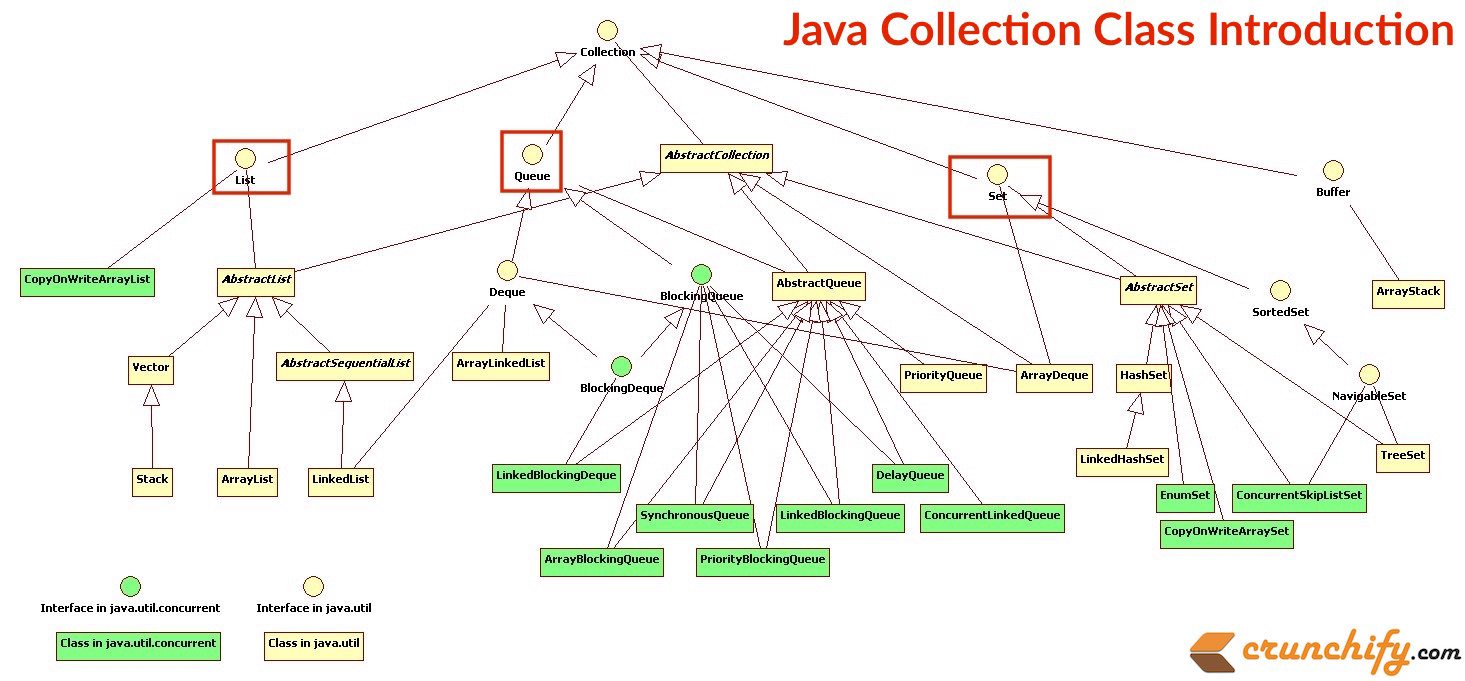 Java Collection Class Introduction
Collection
List
Queue
AbstractCollection
Set
Buffer
CopyOnWriteArrayList
AbstractList
Deque
BlockingQueue
AbstractQueue
AbstractSet
SortedSet
ArrayStack
Vector
AbstractSequentialList
ArrayLinkedList
BlockingDeque
PriorityQueue
ArrayDeque
HashSet
NavigableSet
Stack
ArrayList
LinkedList
LinkedBlockingDeque
DelayQueue
LinkedHashSet
TreeSet
SynchronousQueue
LinkedBlockingQueue
ConcurrentLinkedQueue
EnumSet
ConcurrentSkipListSet
CopyOnWriteArraySet
ArrayBlockingQueue
PriorityBlockingQueue
Interface in java.util.concurrent
Interface in java.util
Class in java.util.concurrent
Class in java.util
crunchify.com